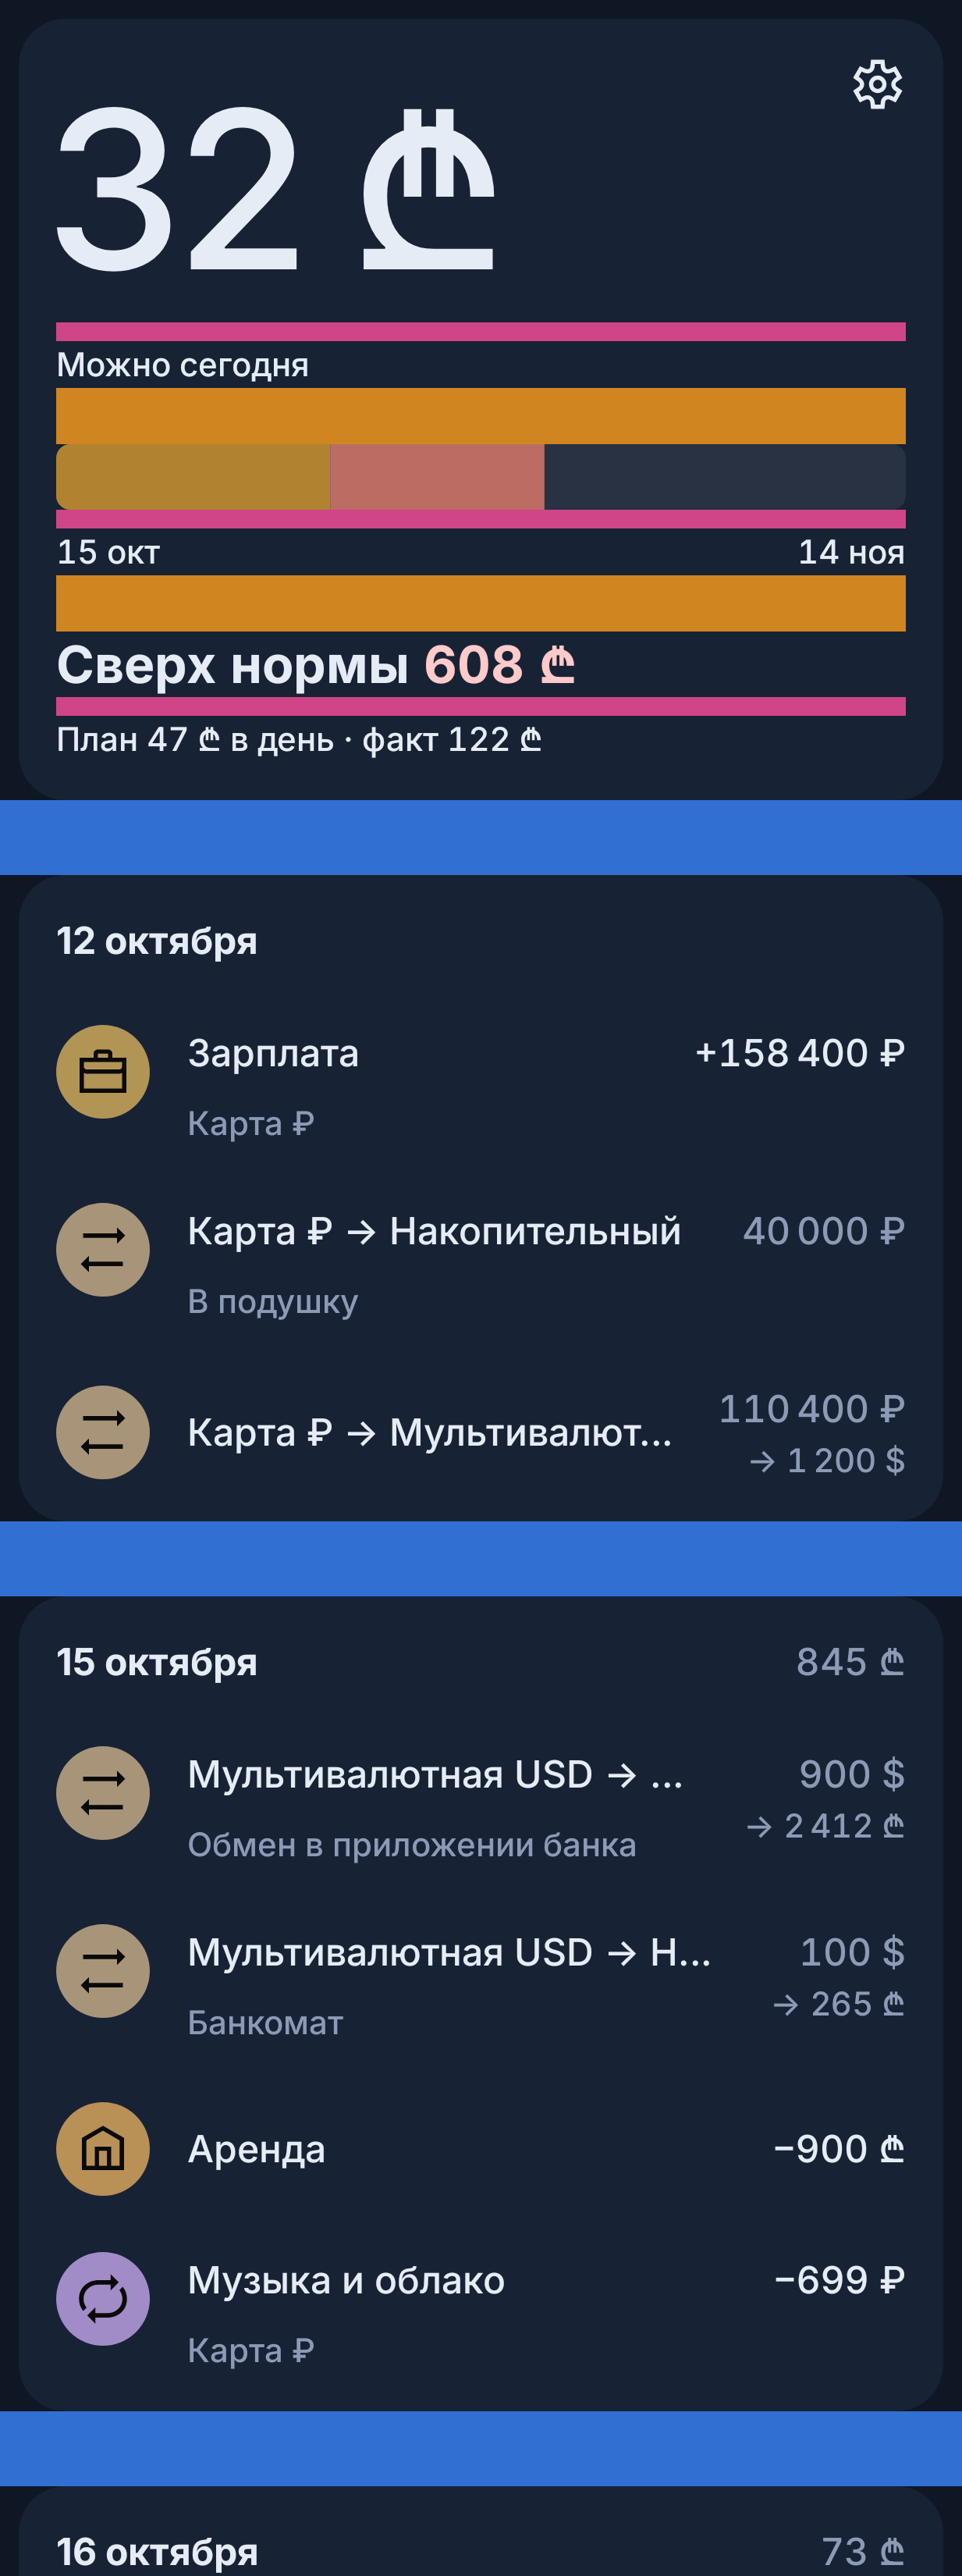 32 ₾
Можно сегодня
15 окт 14 ноя
Сверх нормы 608 ₾
План 47 ₾ в день · факт 122 ₾
12 октября
Зарплата +158 400 ₽
Карта ₽
Карта ₽ → Накопительный 40 000 ₽
В подушку
Карта ₽ → Мультивалют... 110 400 ₽
→ 1 200 $
15 октября 845 ₾
Мультивалютная USD → ... 900 $
→ 2 412 ₾
Обмен в приложении банка
Мультивалютная USD → Н... 100 $
→ 265 ₾
Банкомат
Аренда −900 ₾
Музыка и облако −699 ₽
Карта ₽
16 октября 73 ₾